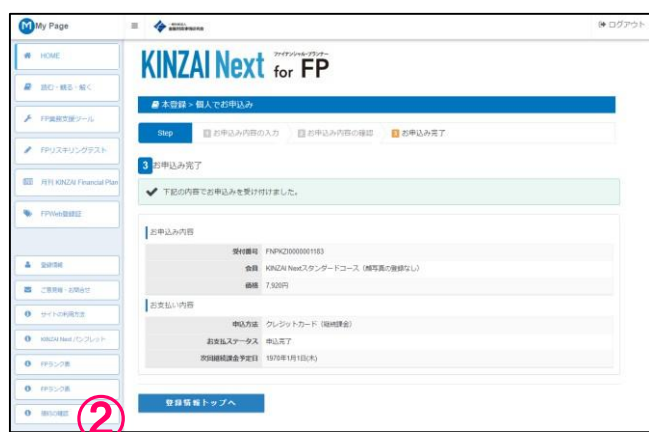 My Page
ログアウト
HOME
読む・観る・聴く
FP業務支援ツール
FPリスキリングテスト
月刊 KINZAI Financial Plan
FPWeb登録証
登録情報
ご意見箱・お問合せ
サイトの利用方法
KINZAI Next パンフレット
FPランク表
FPランク表
②
ファイナンシャル・プランナー
KINZAI Next for FP
本登録 > 個人でお申込み
Step 1 お申込み内容の入力 2 お申込み内容の確認 3 お申込み完了
3 お申込み完了
下記の内容でお申込みを受け付けました。
お申込み内容
受付番号 FNPKZI0000001183
会員 KINZAI Nextスタンダードコース（顔写真の登録なし）
価格 7,920円
お支払い内容
申込方法 クレジットカード（継続課金）
お支払ステータス 申込完了
次回継続課金予定日 1970年1月1日(木)
登録情報トップへ